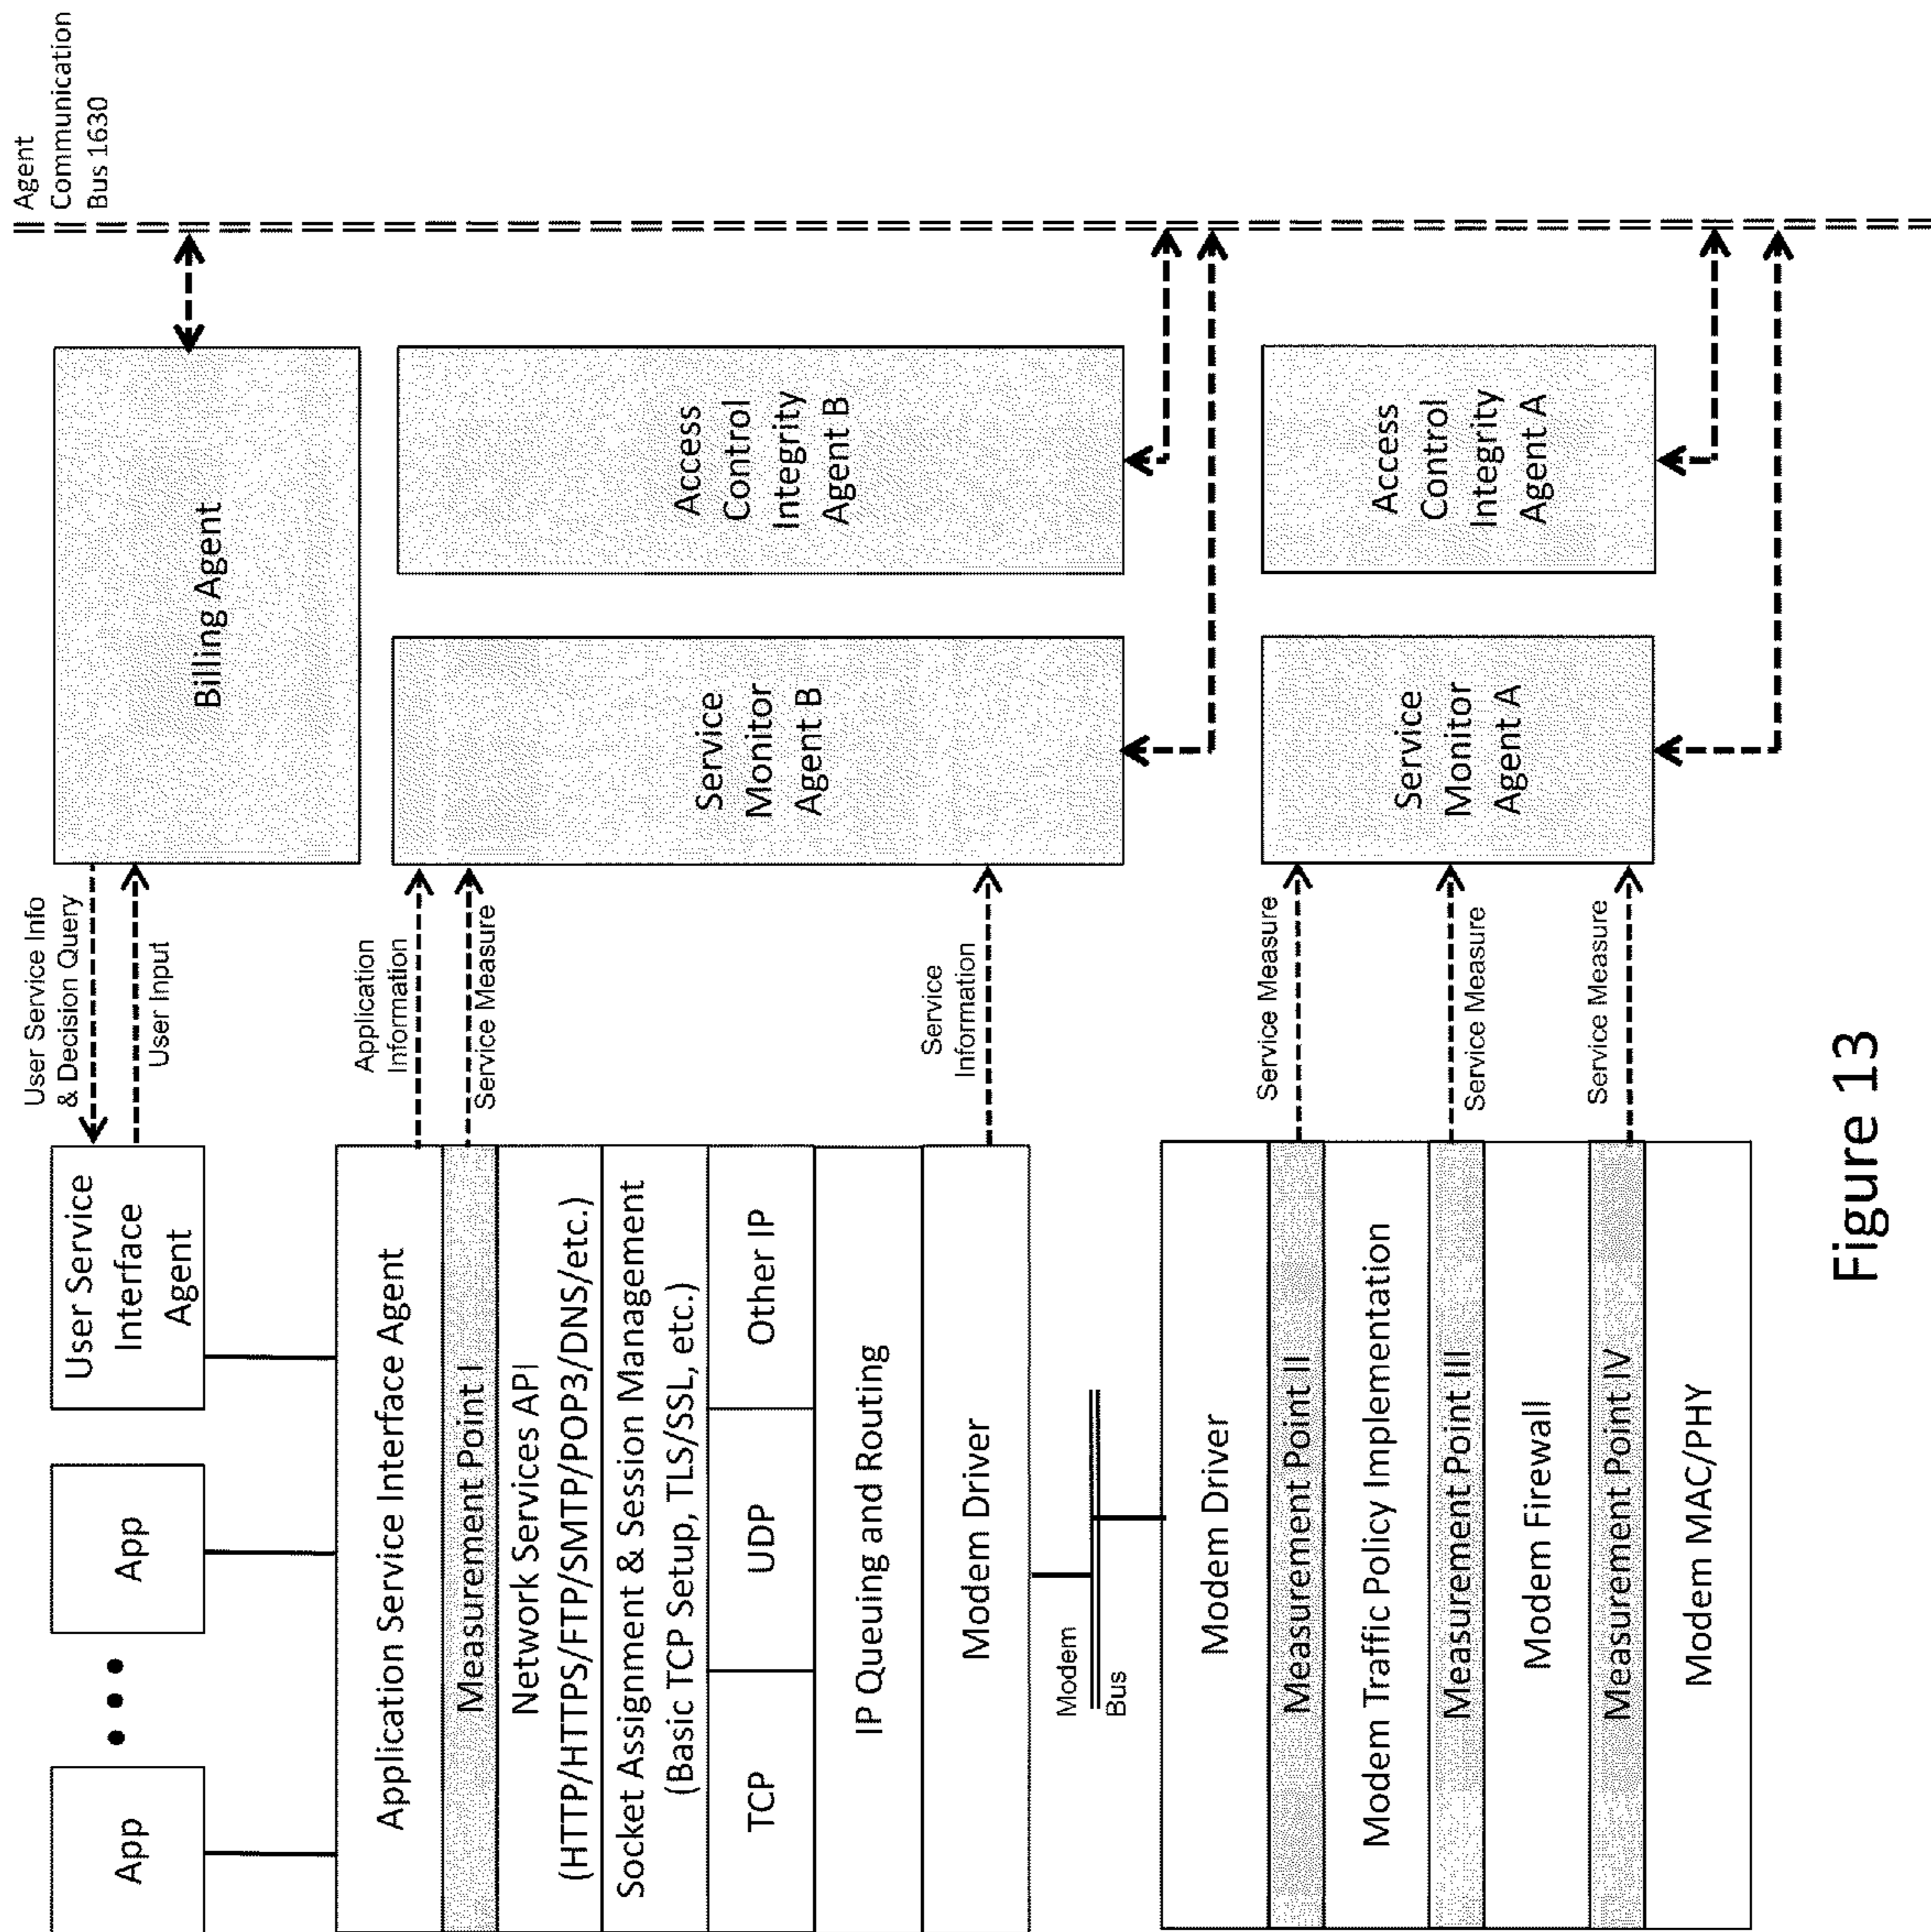 App
App
User Service
Interface
Agent
User Service Info
& Decision Query
User Input
Billing Agent
Agent
Communication
Bus 1630
Application Service Interface Agent
Measurement Point I
Network Services API
(HTTP/HTTPS/FTP/SMTP/POP3/DNS/etc.)
Socket Assignment & Session Management
(Basic TCP Setup, TLS/SSL, etc.)
TCP
UDP
Other IP
IP Queuing and Routing
Modem Driver
Application
Information
Service Measure
Service
Information
Service
Monitor
Agent B
Access
Control
Integrity
Agent B
Modem
Bus
Modem Driver
Measurement Point II
Modem Traffic Policy Implementation
Measurement Point III
Modem Firewall
Measurement Point IV
Modem MAC/PHY
Service Measure
Service Measure
Service Measure
Service
Monitor
Agent A
Access
Control
Integrity
Agent A
Figure 13